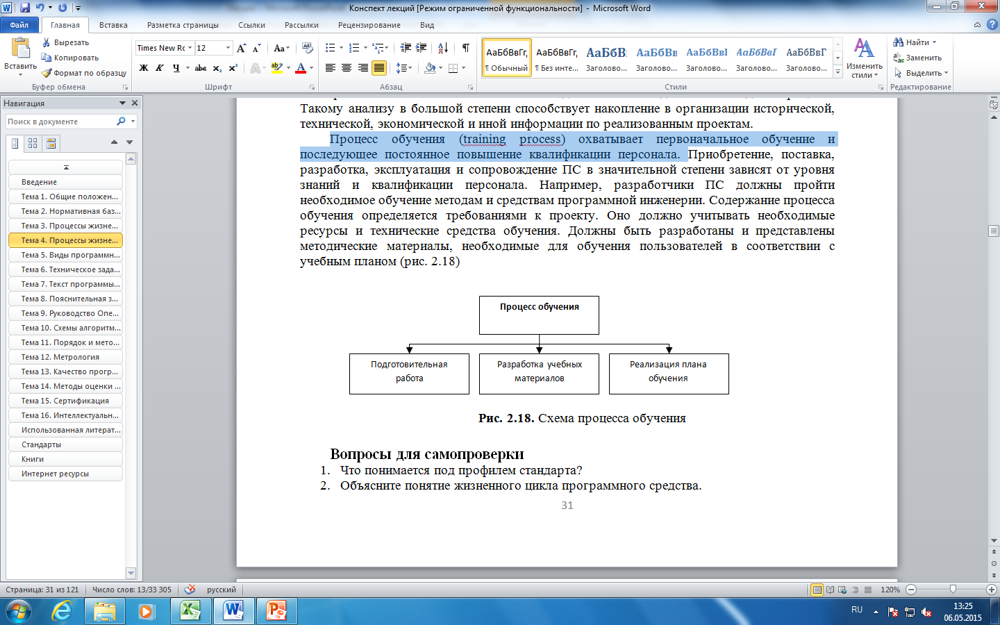 Конспект лекций [Режим ограниченной функциональности] - Microsoft Word
Файл Главная Вставка Разметка страницы Ссылки Рассылки Рецензирование Вид
Вставить
Вырезать
Копировать
Формат по образцу
Буфер обмена
Times New Rc 12
Ж К Ч abc x₂ x² A ab A
Aa
Шрифт
Абзац
АаБбВвГг, АаБбВвГг, АаБбВ АаБбВв АаБбВвІ АаБбВвІ АаБбВвГ
¶ Обычный ¶ Без инте... Заголово... Заголово... Заголово... Заголово... Заголово...
Стили
Изменить стили
Найти
Заменить
Выделить
Редактирование
Навигация
Поиск в документе
Введение
Тема 1. Общие положен...
Тема 2. Нормативная баз...
Тема 3. Процессы жизне...
Тема 4. Процессы жизне...
Тема 5. Виды программн...
Тема 6. Техническое зада...
Тема 7. Текст программы...
Тема 8. Пояснительная з...
Тема 9. Руководство Опе...
Тема 10. Схемы алгоритм...
Тема 11. Порядок и мето...
Тема 12. Метрология
Тема 13. Качество прогр...
Тема 14. Методы оценки ...
Тема 15. Сертификация
Тема 16. Интеллектуальн...
Использованная литерат...
Стандарты
Книги
Интернет ресурсы
Такому анализу в большой степени способствует накопление в организации исторической,
технической, экономической и иной информации по реализованным проектам.
Процесс обучения (training process) охватывает первоначальное обучение и
последующее постоянное повышение квалификации персонала. Приобретение, поставка,
разработка, эксплуатация и сопровождение ПС в значительной степени зависят от уровня
знаний и квалификации персонала. Например, разработчики ПС должны пройти
необходимое обучение методам и средствам программной инженерии. Содержание процесса
обучения определяется требованиями к проекту. Оно должно учитывать необходимые
ресурсы и технические средства обучения. Должны быть разработаны и представлены
методические материалы, необходимые для обучения пользователей в соответствии с
учебным планом (рис. 2.18)
Процесс обучения
Подготовительная
работа
Разработка учебных
материалов
Реализация плана
обучения
Рис. 2.18. Схема процесса обучения
Вопросы для самопроверки
1. Что понимается под профилем стандарта?
2. Объясните понятие жизненного цикла программного средства.
31
Страница: 31 из 121 Число слов: 13/33 305 русский 120%
RU 13:25
06.05.2015